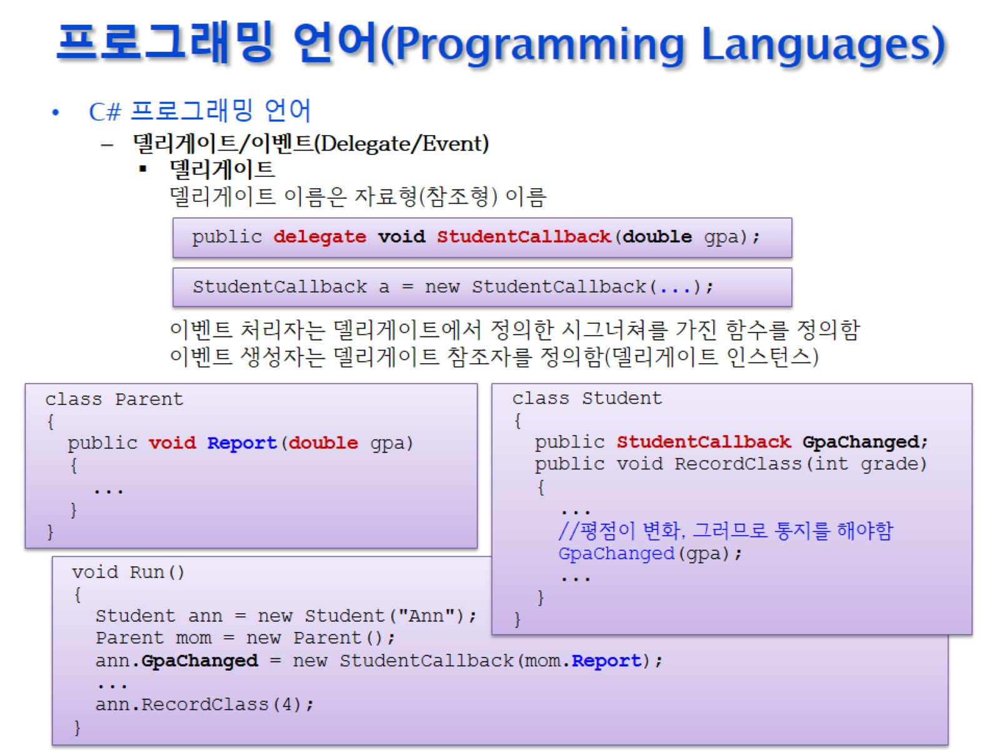 프로그래밍 언어(Programming Languages)
• C# 프로그래밍 언어
– 델리게이트/이벤트(Delegate/Event)
▪ 델리게이트
델리게이트 이름은 자료형(참조형) 이름
public delegate void StudentCallback(double gpa);
StudentCallback a = new StudentCallback(...);
이벤트 처리자는 델리게이트에서 정의한 시그너쳐를 가진 함수를 정의함
이벤트 생성자는 델리게이트 참조자를 정의함(델리게이트 인스턴스)
class Parent
{
public void Report(double gpa)
{
...
}
}
class Student
{
public StudentCallback GpaChanged;
public void RecordClass(int grade)
{
...
//평점이 변화, 그러므로 통지를 해야함
GpaChanged(gpa);
...
}
}
void Run()
{
Student ann = new Student("Ann");
Parent mom = new Parent();
ann.GpaChanged = new StudentCallback(mom.Report);
...
ann.RecordClass(4);
}